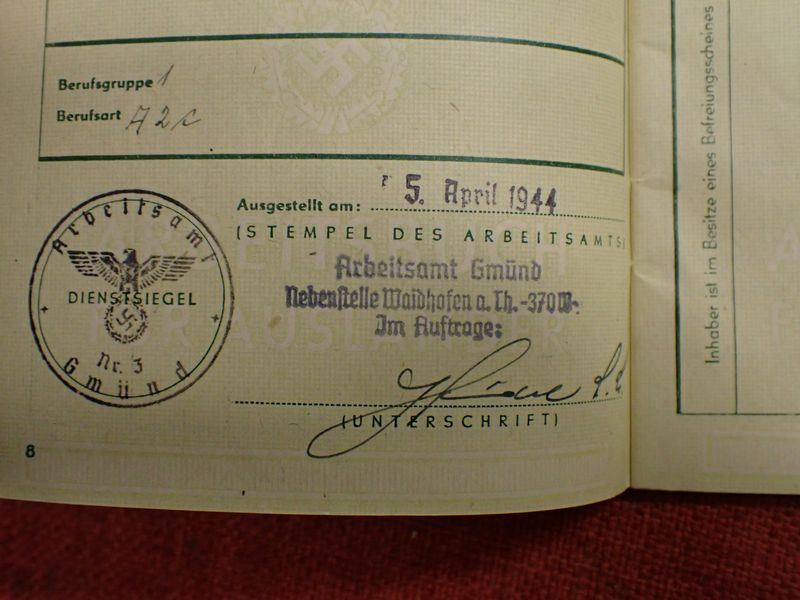 Berufsgruppe 1
Berufsart
Ausgestellt am: 5. April 1944
(STEMPEL DES ARBEITSAMTS)
Arbeitsamt Gmünd
Nebenstelle Waidhofen a. Th.-370W-
Im Auftrage:
(UNTERSCHRIFT)
Arbeitsamt
DIENSTSIEGEL
Nr. 3
Gmünd
8
Inhaber ist im Besitze eines Befreiungsscheines